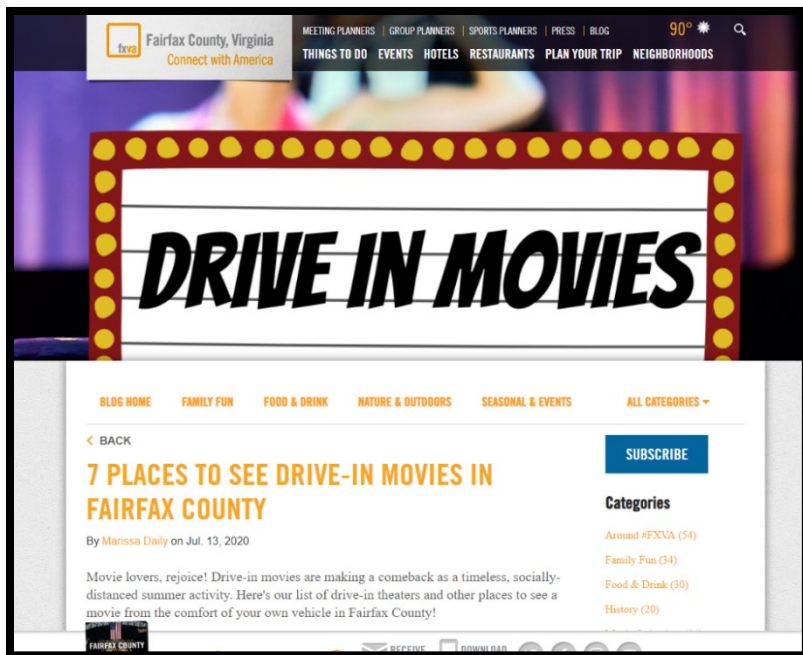 fxva
Fairfax County, Virginia
Connect with America
MEETING PLANNERS | GROUP PLANNERS | SPORTS PLANNERS | PRESS | BLOG
90°
THINGS TO DO EVENTS HOTELS RESTAURANTS PLAN YOUR TRIP NEIGHBORHOODS
DRIVE IN MOVIES
BLOG HOME FAMILY FUN FOOD & DRINK NATURE & OUTDOORS SEASONAL & EVENTS ALL CATEGORIES
BACK
7 PLACES TO SEE DRIVE-IN MOVIES IN
FAIRFAX COUNTY
By Marissa Daily on Jul. 13, 2020
Movie lovers, rejoice! Drive-in movies are making a comeback as a timeless, socially-
distanced summer activity. Here's our list of drive-in theaters and other places to see a
movie from the comfort of your own vehicle in Fairfax County!
SUBSCRIBE
Categories
Around #FXVA (54)
Family Fun (34)
Food & Drink (30)
History (20)
FAIRFAX COUNTY
RECEIVE
DOWNLOAD